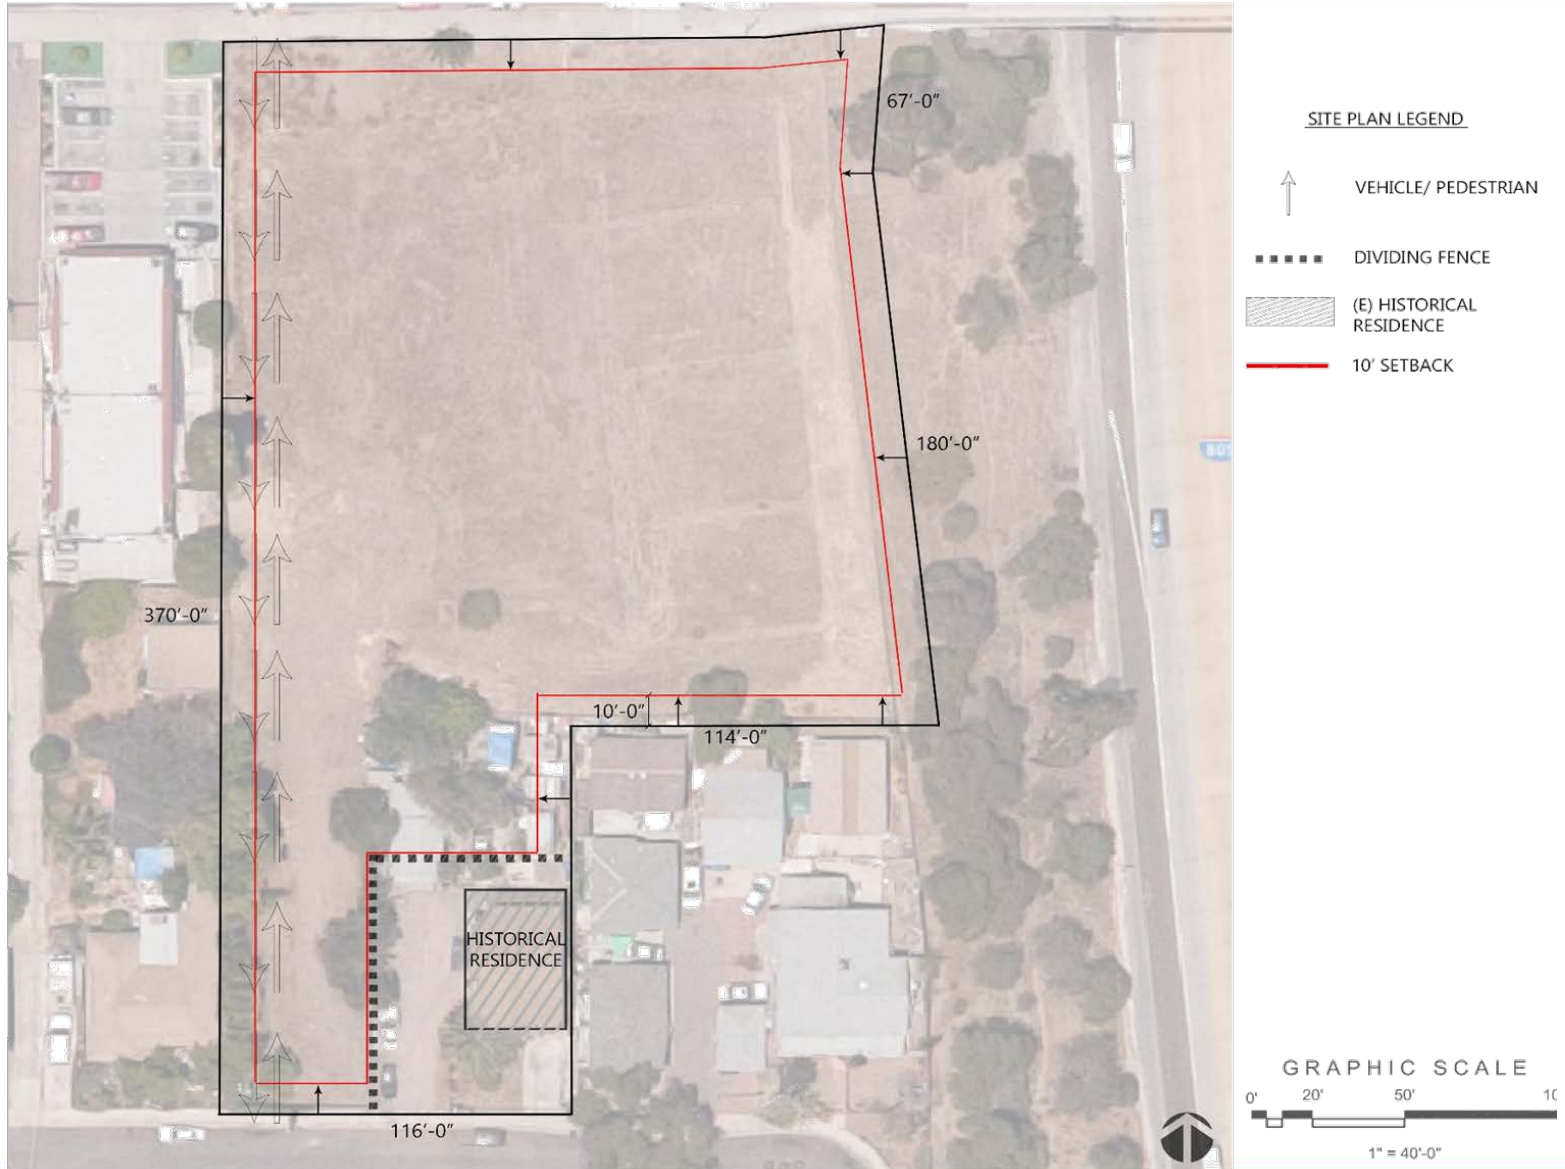 67'-0"
180'-0"
370'-0"
10'-0"
114'-0"
HISTORICAL
RESIDENCE
116'-0"
SITE PLAN LEGEND
VEHICLE/ PEDESTRIAN
DIVIDING FENCE
(E) HISTORICAL
RESIDENCE
10' SETBACK
GRAPHIC SCALE
0' 20' 50' 10
1" = 40'-0"